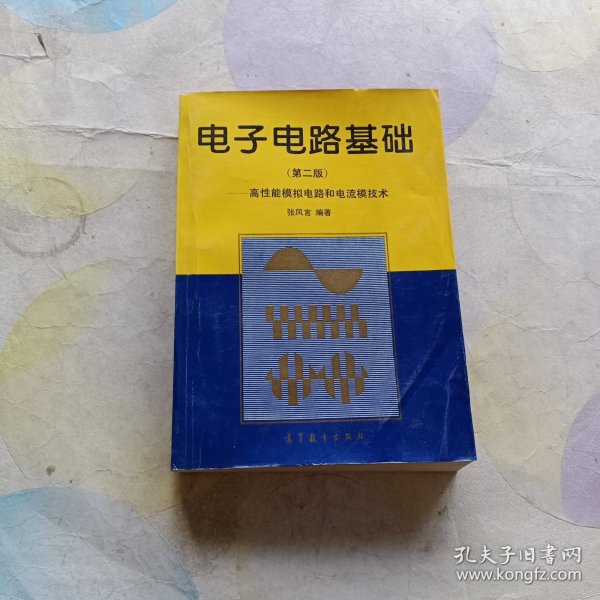 电子电路基础
(第二版)
——高性能模拟电路和电流模技术
张凤言 编著
高等教育出版社
孔夫子旧书网
www.kongfz.com